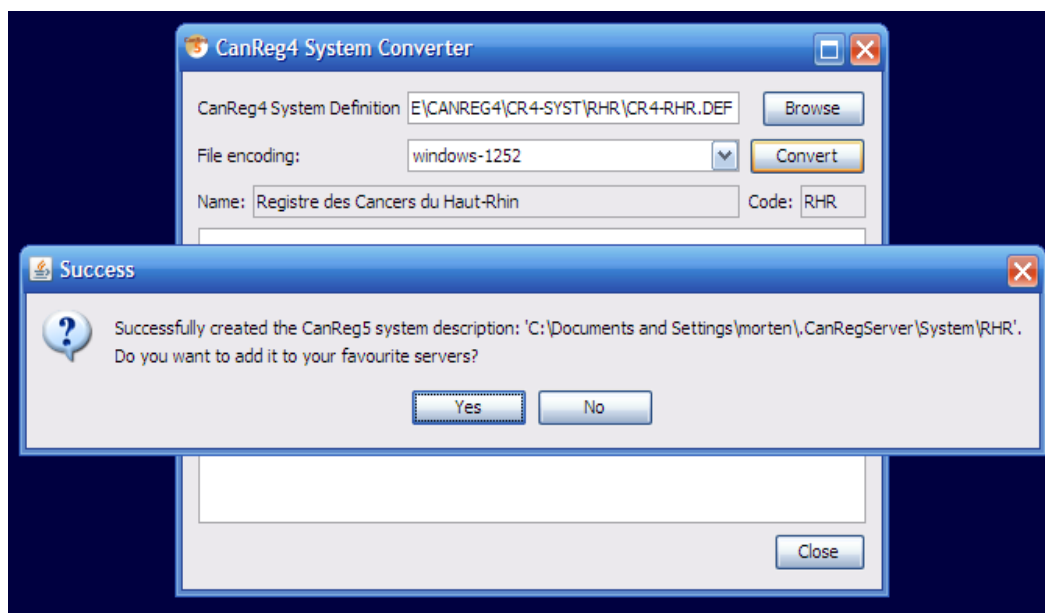 CanReg4 System Converter
CanReg4 System Definition E\CANREG4\CR4-SYST\RHR\CR4-RHR.DEF Browse
File encoding: windows-1252 Convert
Name: Registre des Cancers du Haut-Rhin Code: RHR
Success
Successfully created the CanReg5 system description: 'C:\Documents and Settings\morten\.CanRegServer\System\RHR'.
Do you want to add it to your favourite servers?
Yes No
Close